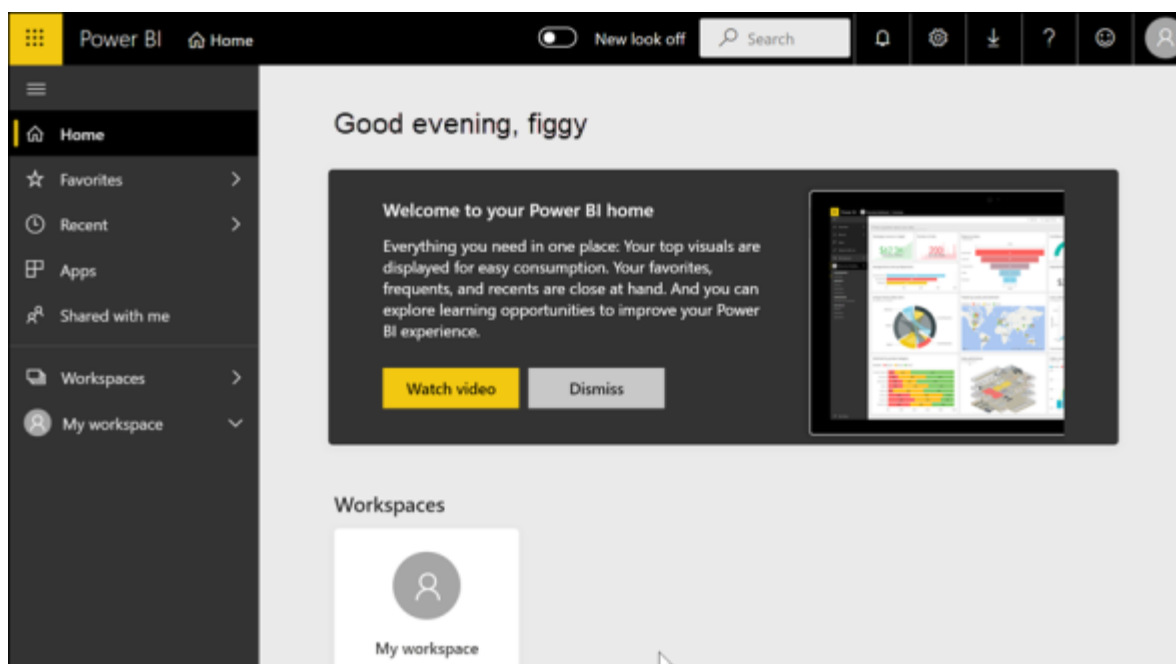 Power BI Home New look off Search
Home
Good evening, figgy
Favorites
Recent
Apps
Shared with me
Workspaces
My workspace
Welcome to your Power BI home
Everything you need in one place: Your top visuals are
displayed for easy consumption. Your favorites,
frequents, and recents are close at hand. And you can
explore learning opportunities to improve your Power
BI experience.
Watch video Dismiss
Workspaces
My workspace